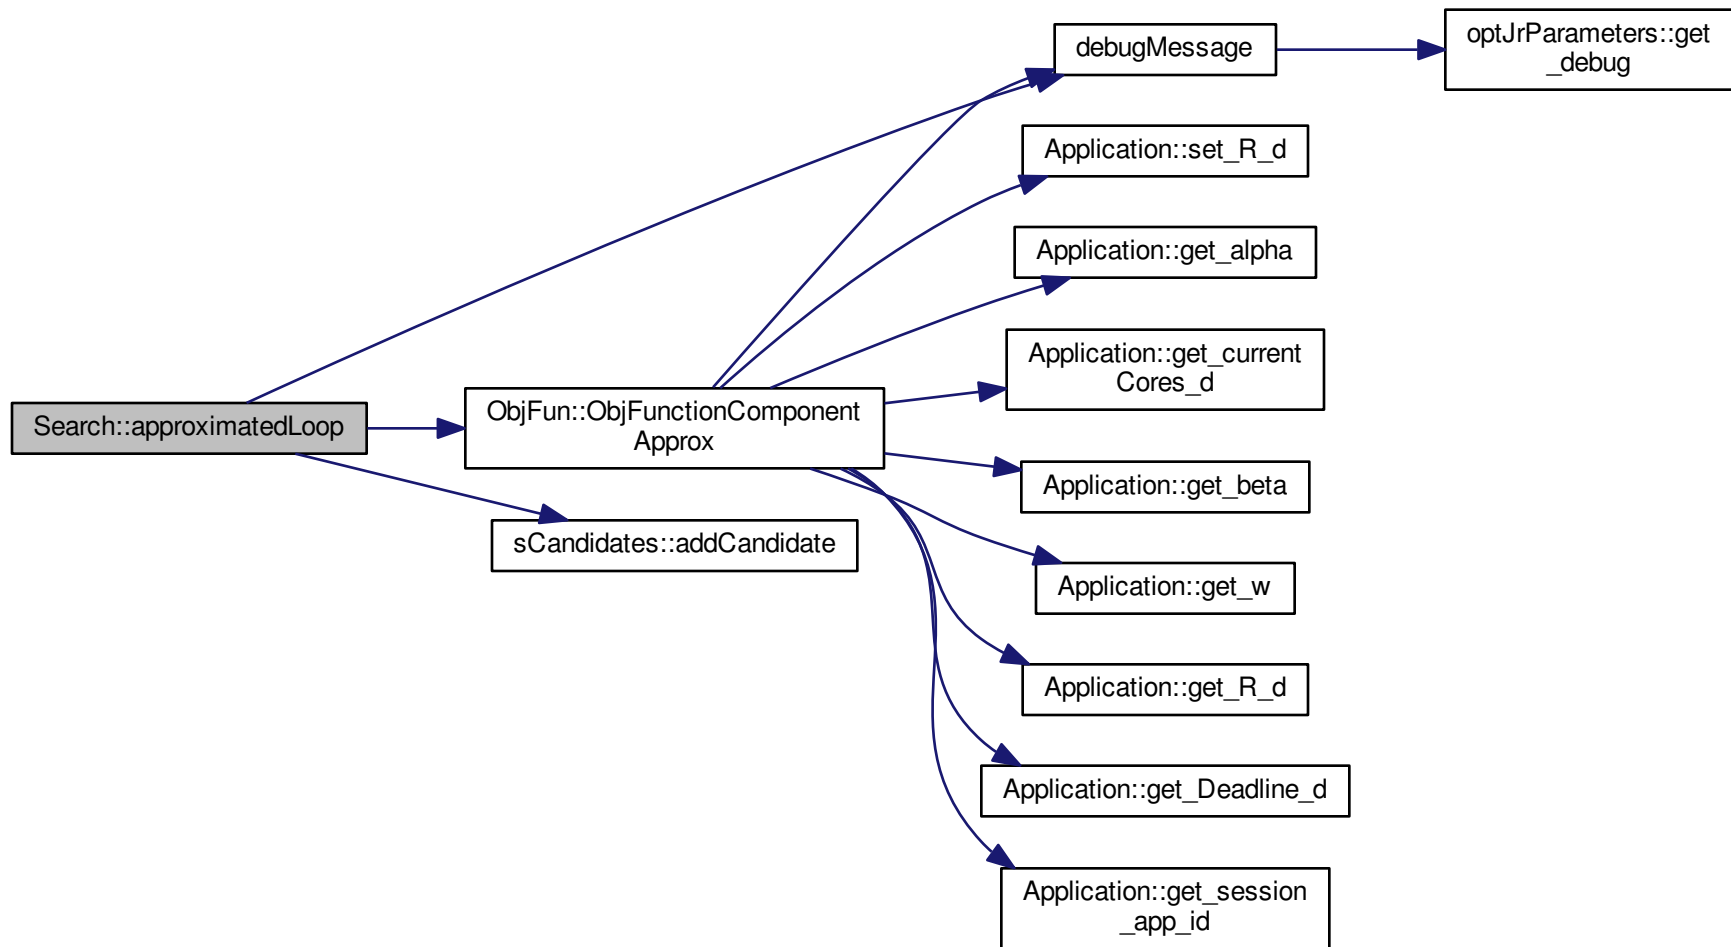 debugMessage
optJrParameters::get
_debug
Application::set_R_d
Application::get_alpha
Application::get_current
Cores_d
Search::approximatedLoop
ObjFun::ObjFunctionComponent
Approx
Application::get_beta
sCandidates::addCandidate
Application::get_w
Application::get_R_d
Application::get_Deadline_d
Application::get_session
_app_id